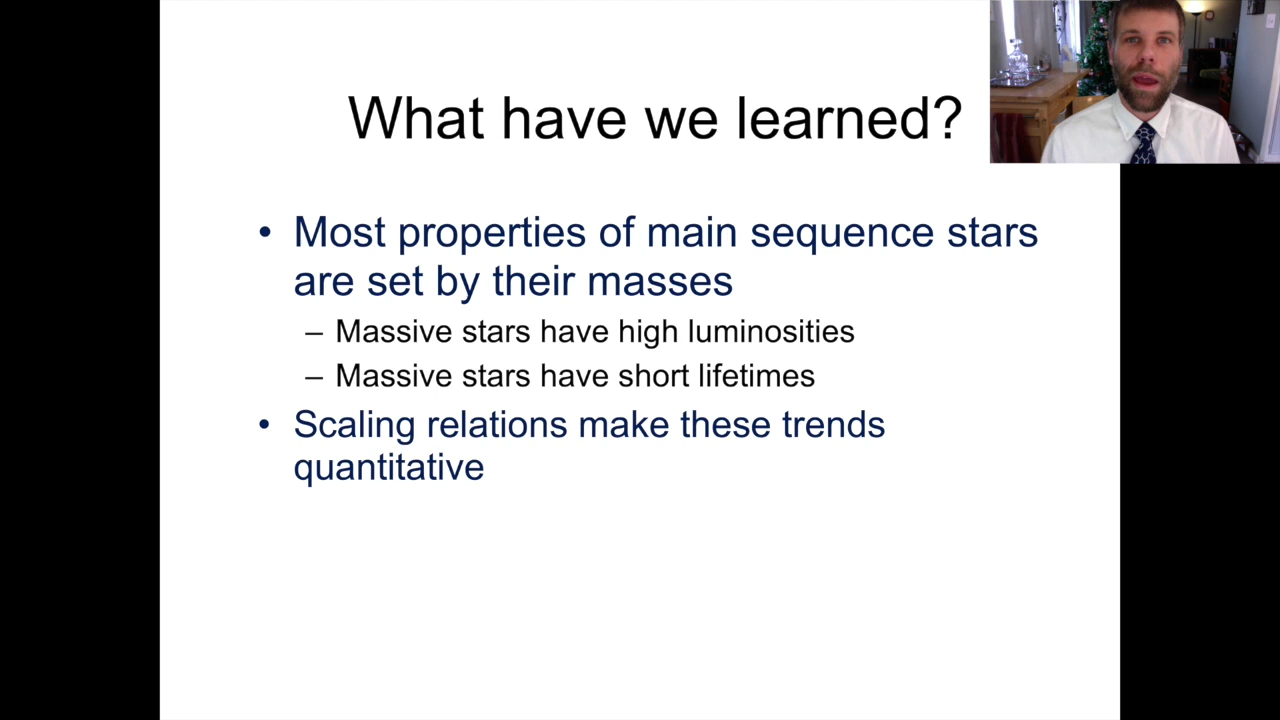 What have we learned?
• Most properties of main sequence stars
are set by their masses
– Massive stars have high luminosities
– Massive stars have short lifetimes
• Scaling relations make these trends
quantitative